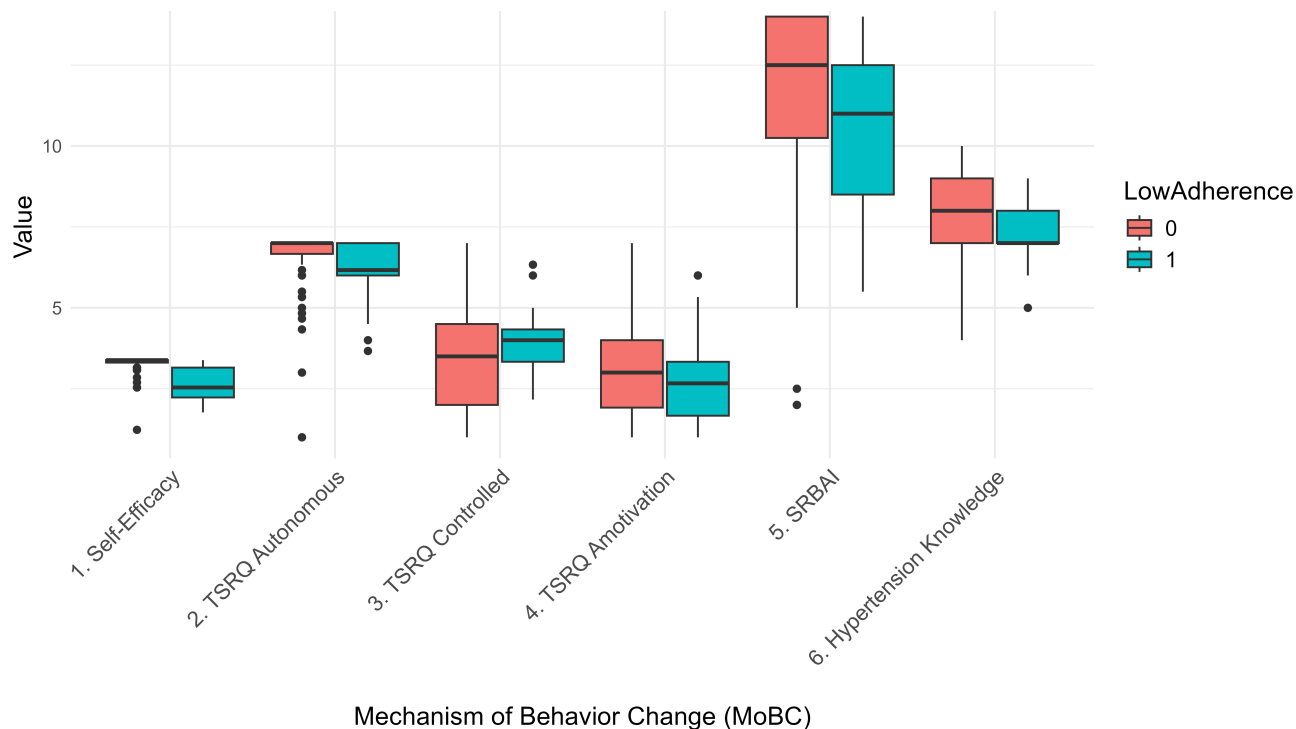 Value
10
5
1. Self-Efficacy
2. TSRQ Autonomous
3. TSRQ Controlled
4. TSRQ Amotivation
5. SRBAI
6. Hypertension Knowledge
Mechanism of Behavior Change (MoBC)
LowAdherence
0
1